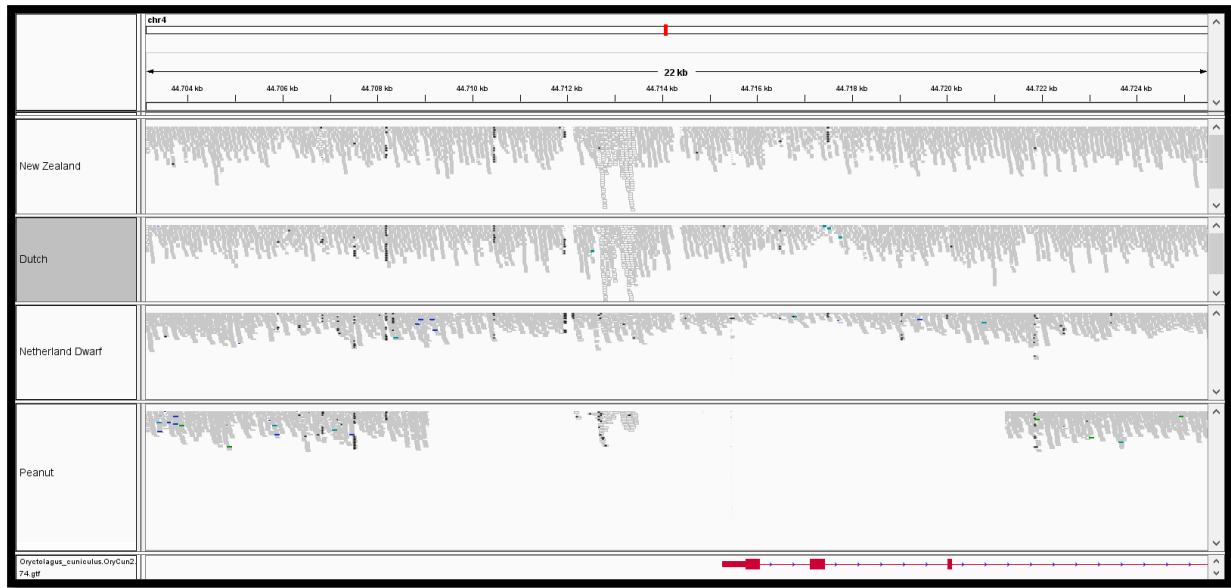 chr4
22 kb
44.704 kb 44.706 kb 44.708 kb 44.710 kb 44.712 kb 44.714 kb 44.716 kb 44.718 kb 44.720 kb 44.722 kb 44.724 kb
New Zealand
Dutch
Netherland Dwarf
Peanut
Oryctolagus_cuniculus.OryCun2.
74.gtf